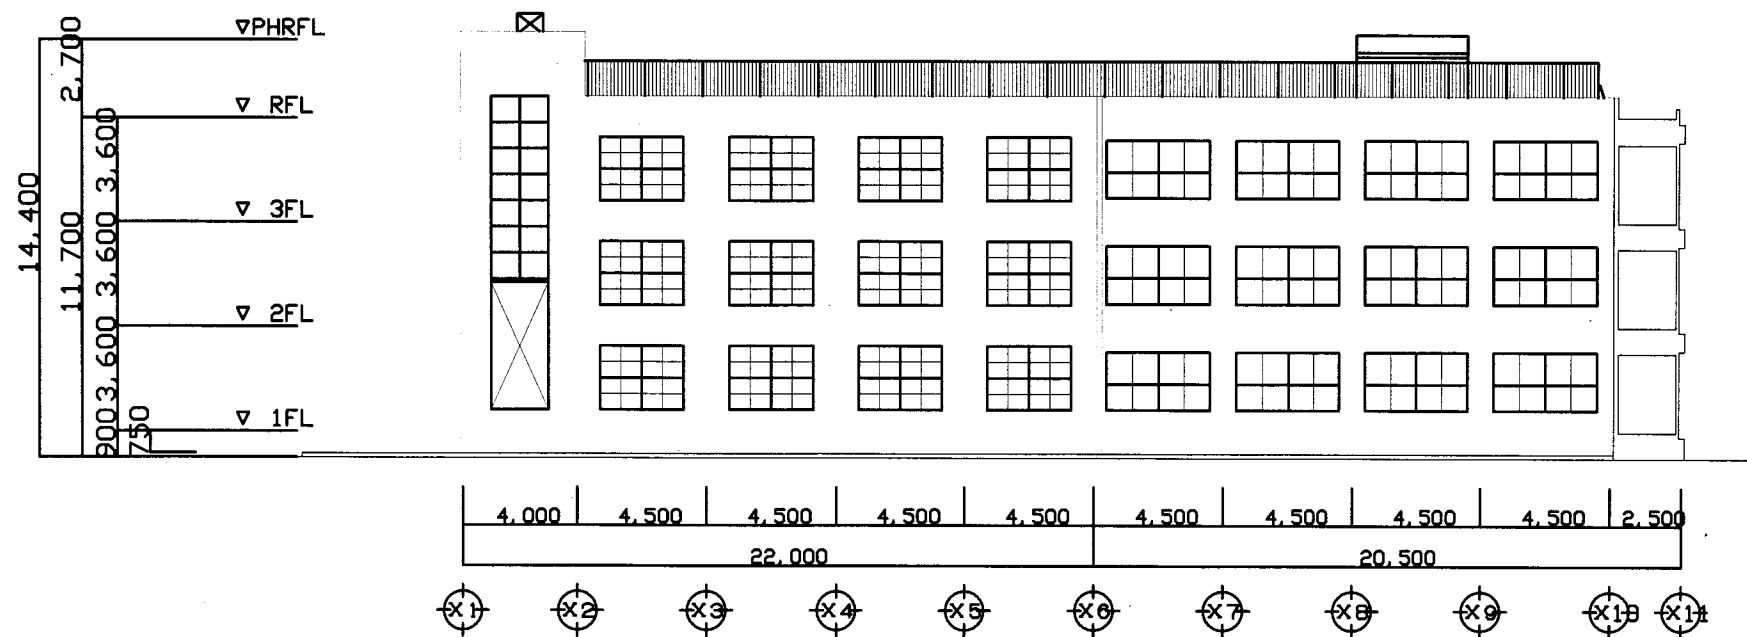 ▽PHRFL
2,700
▽ RFL
3,600
▽ 3FL
14,400
11,700
3,600
▽ 2FL
3,600
▽ 1FL
900
750
4,000 4,500 4,500 4,500 4,500 4,500 4,500 4,500 4,500 2,500
22,000 20,500
X1 X2 X3 X4 X5 X6 X7 X8 X9 X10 X11